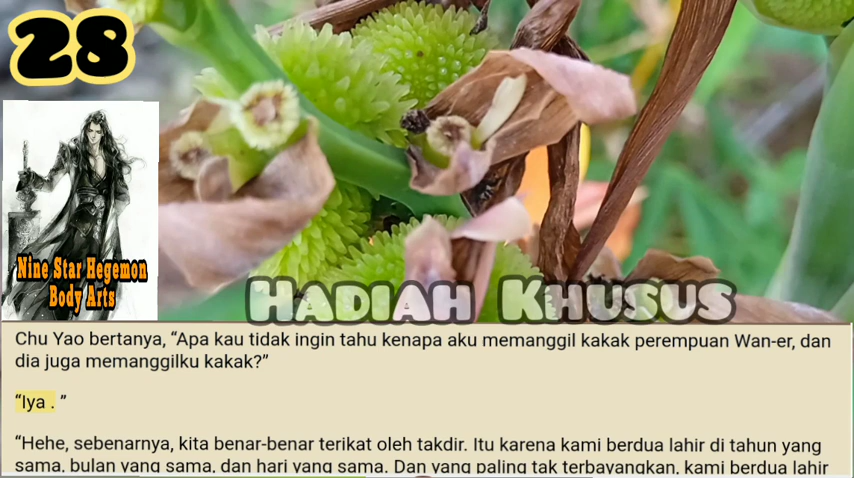 28
Nine Star Hegemon
Body Arts
HADIAH KHUSUS
Chu Yao bertanya, “Apa kau tidak ingin tahu kenapa aku memanggil kakak perempuan Wan-er, dan
dia juga memanggilku kakak?”
“Iya . ”
“Hehe, sebenarnya, kita benar-benar terikat oleh takdir. Itu karena kami berdua lahir di tahun yang
sama, bulan yang sama, dan hari yang sama. Dan yang paling tak terbayangkan, kami berdua lahir